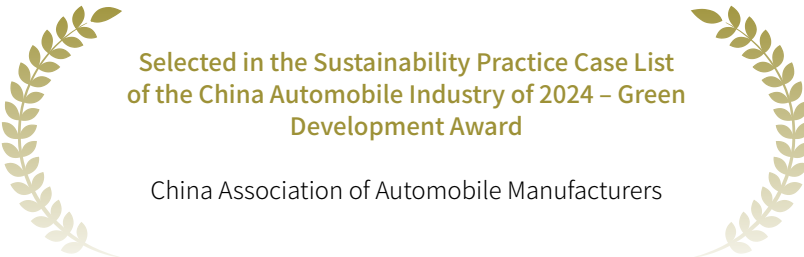 Selected in the Sustainability Practice Case List
of the China Automobile Industry of 2024 – Green
Development Award
China Association of Automobile Manufacturers